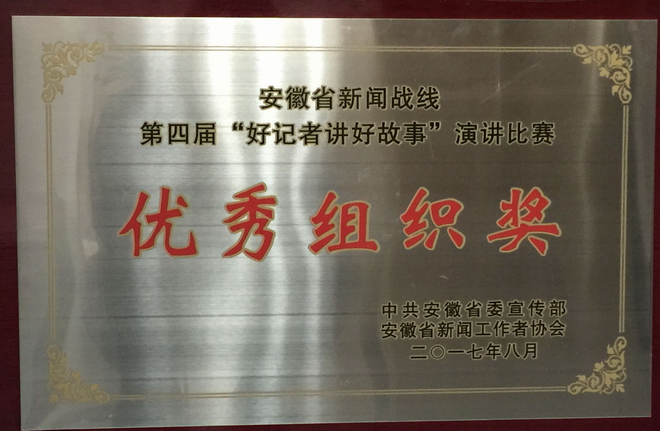 安徽省新闻战线
第四届“好记者讲好故事”演讲比赛
优秀组织奖
中共安徽省委宣传部
安徽省新闻工作者协会
二〇一七年八月